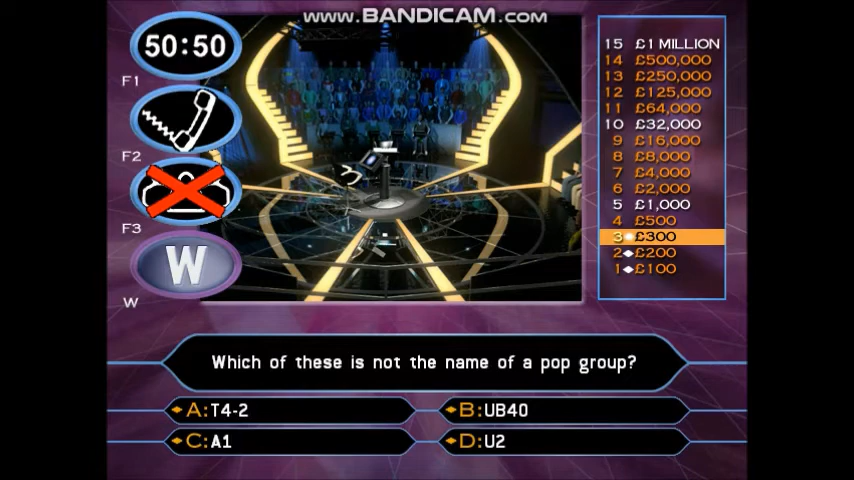 www.BANDICAM.com
50:50
F1
F2
F3
W
W
15 £1 MILLION
14 £500,000
13 £250,000
12 £125,000
11 £64,000
10 £32,000
9 £16,000
8 £8,000
7 £4,000
6 £2,000
5 £1,000
4 £500
3 £300
2 £200
1 £100
Which of these is not the name of a pop group?
A: T4-2
B: UB40
C: A1
D: U2